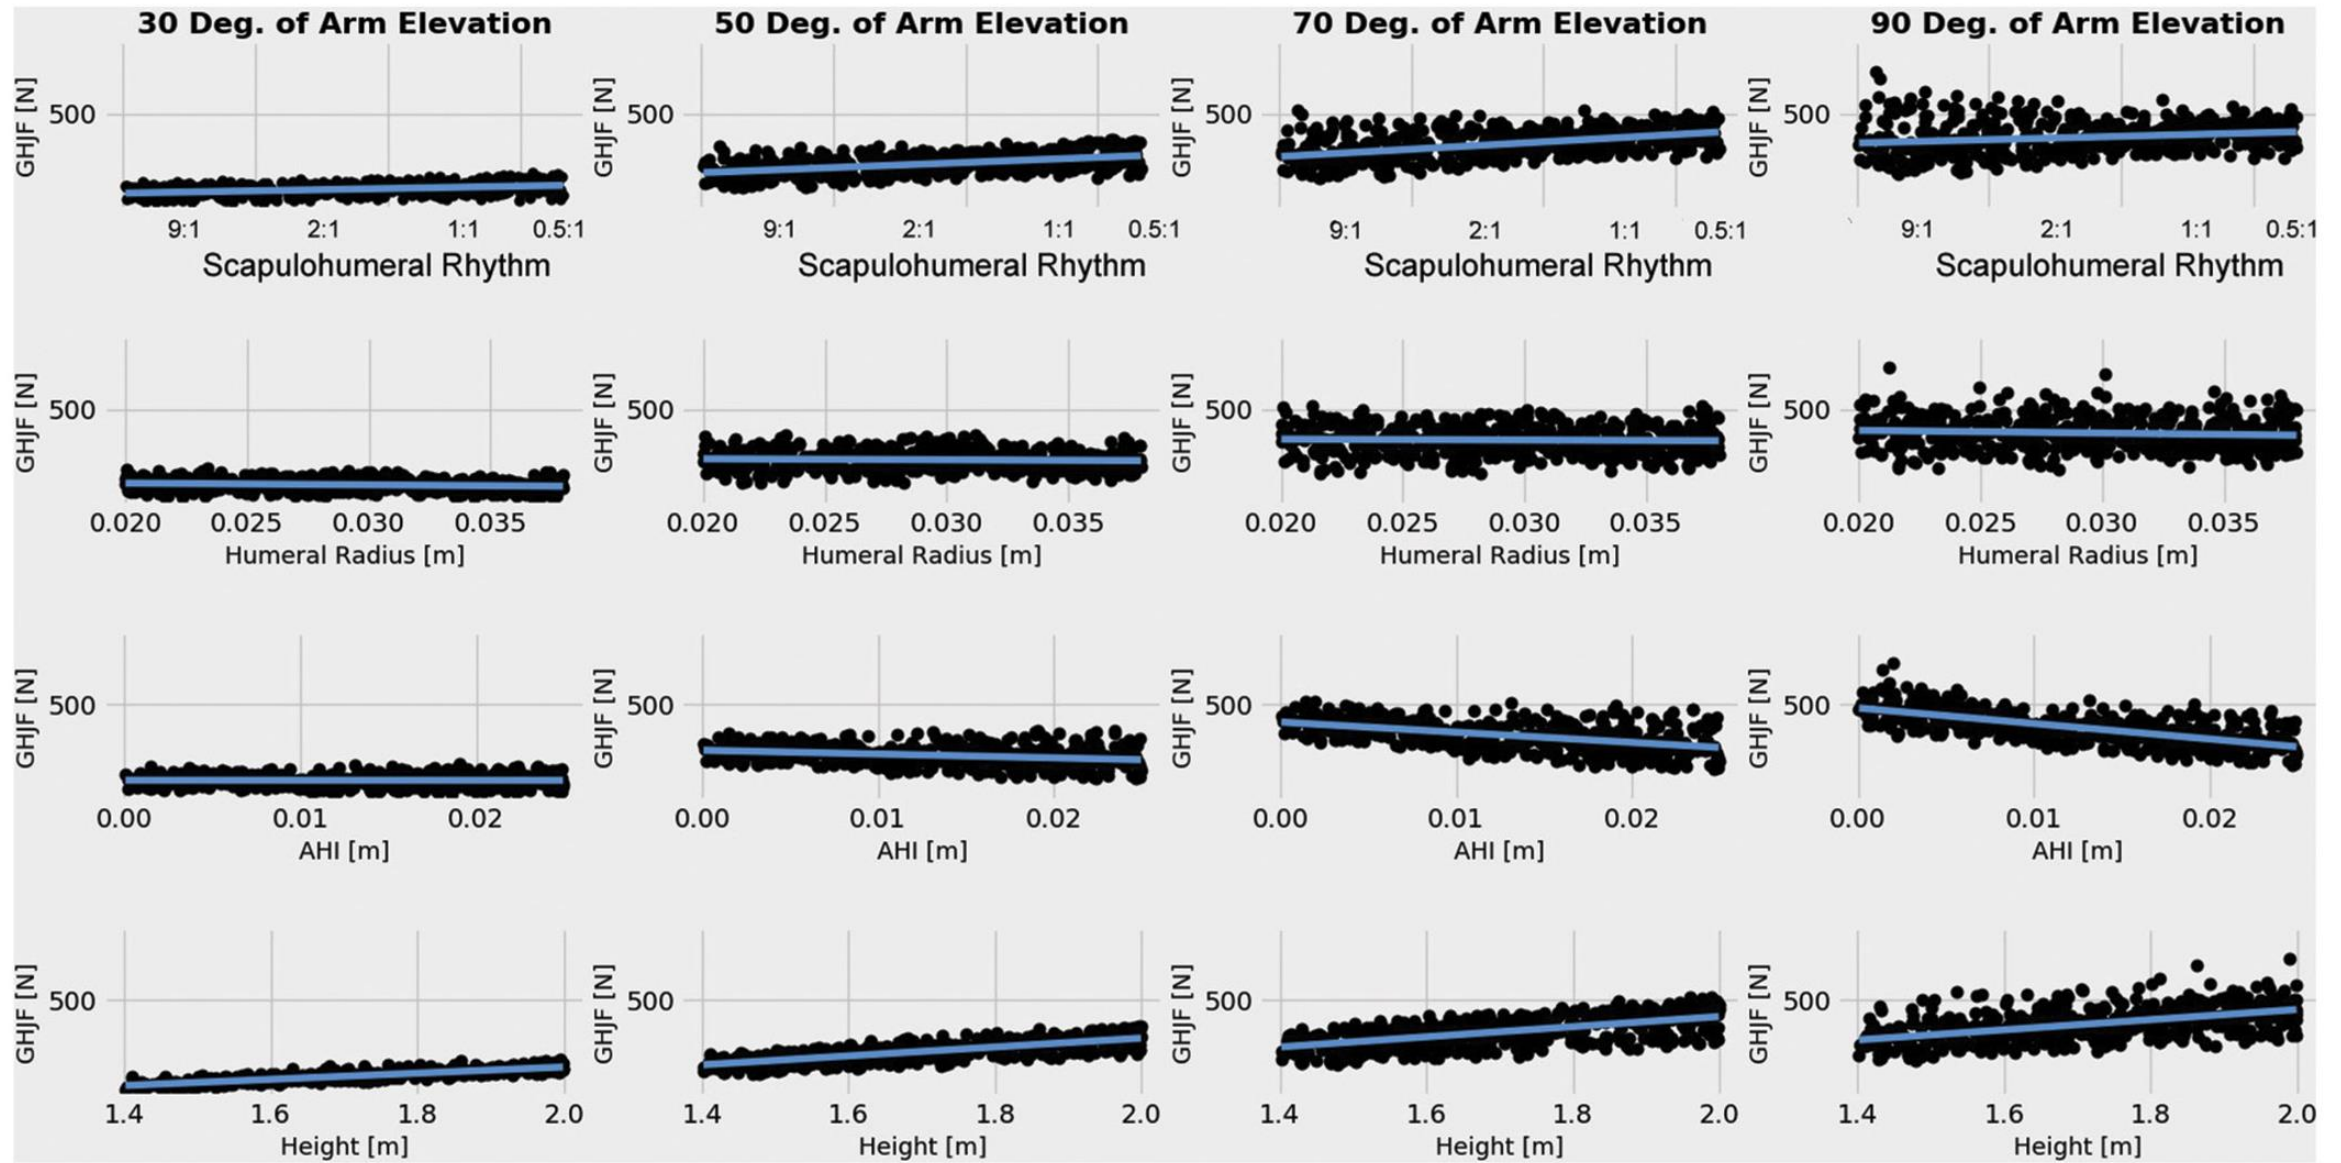 30 Deg. of Arm Elevation 50 Deg. of Arm Elevation 70 Deg. of Arm Elevation 90 Deg. of Arm Elevation
GHJF [N] 500 GHJF [N] 500 GHJF [N] 500 GHJF [N] 500
9:1 2:1 1:1 0.5:1 9:1 2:1 1:1 0.5:1 9:1 2:1 1:1 0.5:1 9:1 2:1 1:1 0.5:1
Scapulohumeral Rhythm Scapulohumeral Rhythm Scapulohumeral Rhythm Scapulohumeral Rhythm
GHJF [N] 500 GHJF [N] 500 GHJF [N] 500 GHJF [N] 500
0.020 0.025 0.030 0.035 0.020 0.025 0.030 0.035 0.020 0.025 0.030 0.035 0.020 0.025 0.030 0.035
Humeral Radius [m] Humeral Radius [m] Humeral Radius [m] Humeral Radius [m]
GHJF [N] 500 GHJF [N] 500 GHJF [N] 500 GHJF [N] 500
0.00 0.01 0.02 0.00 0.01 0.02 0.00 0.01 0.02 0.00 0.01 0.02
AHI [m] AHI [m] AHI [m] AHI [m]
GHJF [N] 500 GHJF [N] 500 GHJF [N] 500 GHJF [N] 500
1.4 1.6 1.8 2.0 1.4 1.6 1.8 2.0 1.4 1.6 1.8 2.0 1.4 1.6 1.8 2.0
Height [m] Height [m] Height [m] Height [m]